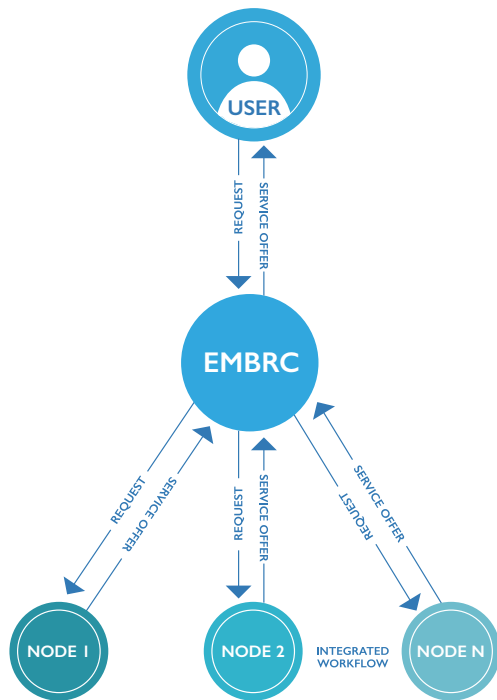 USER
REQUEST
SERVICE OFFER
EMBRC
REQUEST
SERVICE OFFER
REQUEST
SERVICE OFFER
REQUEST
SERVICE OFFER
NODE 1
NODE 2
INTEGRATED
WORKFLOW
NODE N